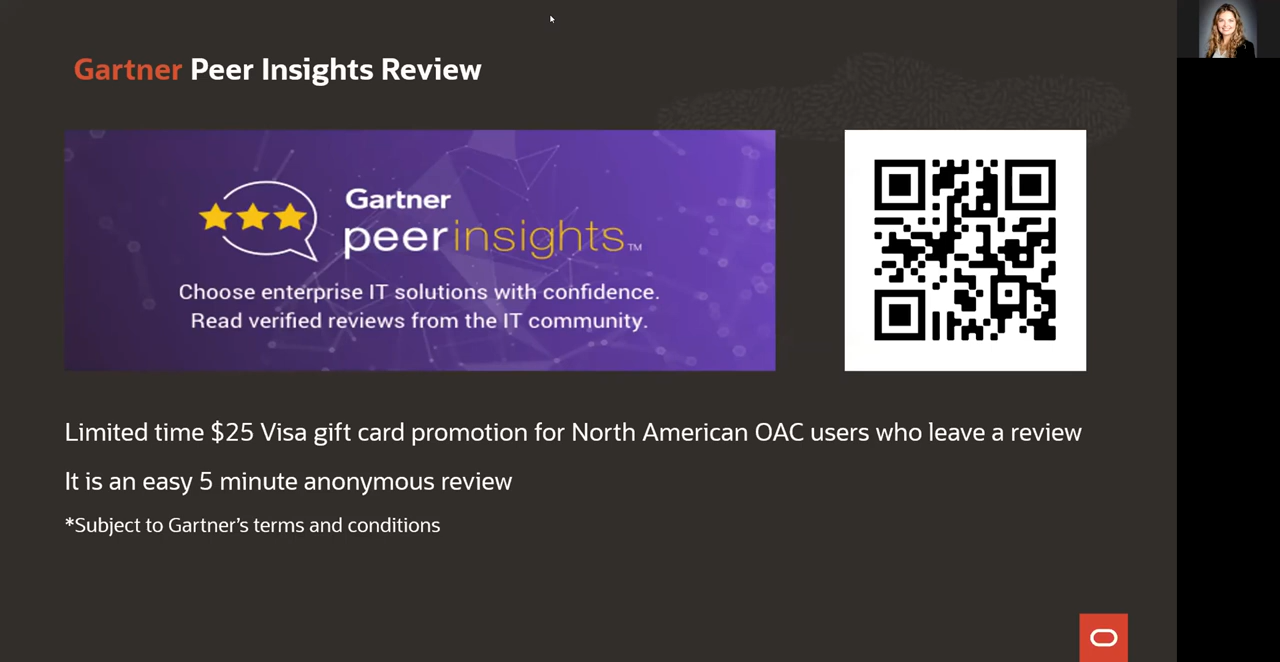 Gartner Peer Insights Review
Gartner
peerinsights™
Choose enterprise IT solutions with confidence.
Read verified reviews from the IT community.
Limited time $25 Visa gift card promotion for North American OAC users who leave a review
It is an easy 5 minute anonymous review
*Subject to Gartner’s terms and conditions